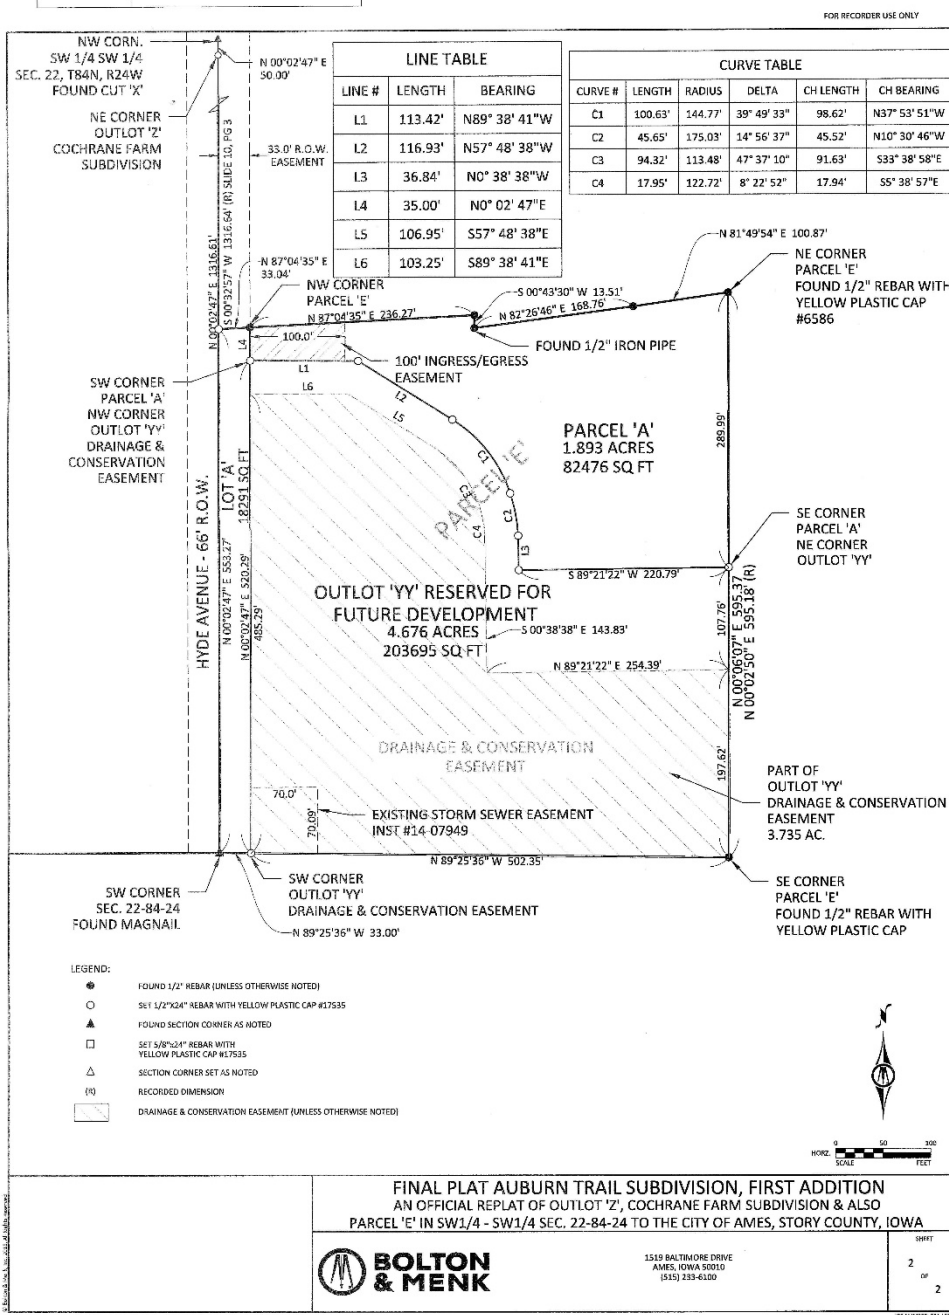 FOR RECORDER USE ONLY
NW CORN.
SW 1/4 SW 1/4
SEC. 22, T84N, R24W
FOUND CUT 'X'
N 00°02'47" E
50.00'
NE CORNER
OUTLOT 'Z'
COCHRANE FARM
SUBDIVISION
33.0' R.O.W.
EASEMENT
N 00°02'47" E 1316.61'
S 00°32'57" W 1316.64' (R) SLIDE 10, PG 3
LINE TABLE
LINE # LENGTH BEARING
L1 113.42' N89° 38' 41"W
L2 116.93' N57° 48' 38"W
L3 36.84' N0° 38' 38"W
L4 35.00' N0° 02' 47"E
L5 106.95' S57° 48' 38"E
L6 103.25' S89° 38' 41"E
CURVE TABLE
CURVE # LENGTH RADIUS DELTA CH LENGTH CH BEARING
C1 100.63' 144.77' 39° 49' 33" 98.62' N37° 53' 51"W
C2 45.65' 175.03' 14° 56' 37" 45.52' N10° 30' 46"W
C3 94.32' 113.48' 47° 37' 10" 91.63' S33° 38' 58"E
C4 17.95' 122.72' 8° 22' 52" 17.94' S5° 38' 57"E
N 87°04'35" E
33.04'
NW CORNER
PARCEL 'E'
N 87°04'35" E 236.27'
S 00°43'30" W 13.51'
N 82°26'46" E 168.76'
N 81°49'54" E 100.87'
NE CORNER
PARCEL 'E'
FOUND 1/2" REBAR WITH
YELLOW PLASTIC CAP
#6586
FOUND 1/2" IRON PIPE
100.0'
100' INGRESS/EGRESS
EASEMENT
L4
L1
L6
L2
L5
C1
C3
C2
C4
L3
SW CORNER
PARCEL 'A'
NW CORNER
OUTLOT 'YY'
DRAINAGE &
CONSERVATION
EASEMENT
PARCEL 'A'
1.893 ACRES
82476 SQ FT
289.99'
PARCEL 'E'
HYDE AVENUE - 66' R.O.W.
LOT 'A'
18291 SQ FT
N 00°02'47" E 553.27'
N 00°02'47" E 520.29'
485.29'
SE CORNER
PARCEL 'A'
NE CORNER
OUTLOT 'YY'
S 89°21'22" W 220.79'
OUTLOT 'YY' RESERVED FOR
FUTURE DEVELOPMENT
4.676 ACRES
203695 SQ FT
S 00°38'38" E 143.83'
N 89°21'22" E 254.39'
107.76'
N 00°06'07" E 595.37
N 00°02'50" E 595.18' (R)
197.62'
DRAINAGE & CONSERVATION
EASEMENT
PART OF
OUTLOT 'YY'
DRAINAGE & CONSERVATION
EASEMENT
3.735 AC.
70.0'
70.09'
EXISTING STORM SEWER EASEMENT
INST #14-07949
N 89°25'36" W 502.35'
SW CORNER
SEC. 22-84-24
FOUND MAGNAIL
SW CORNER
OUTLOT 'YY'
DRAINAGE & CONSERVATION EASEMENT
N 89°25'36" W 33.00'
SE CORNER
PARCEL 'E'
FOUND 1/2" REBAR WITH
YELLOW PLASTIC CAP
LEGEND:
FOUND 1/2" REBAR (UNLESS OTHERWISE NOTED)
SET 1/2"X24" REBAR WITH YELLOW PLASTIC CAP #17535
FOUND SECTION CORNER AS NOTED
SET 5/8"x24" REBAR WITH
YELLOW PLASTIC CAP #17535
SECTION CORNER SET AS NOTED
(R) RECORDED DIMENSION
DRAINAGE & CONSERVATION EASEMENT (UNLESS OTHERWISE NOTED)
N
0 50 100
HORZ.
SCALE FEET
FINAL PLAT AUBURN TRAIL SUBDIVISION, FIRST ADDITION
AN OFFICIAL REPLAT OF OUTLOT 'Z', COCHRANE FARM SUBDIVISION & ALSO
PARCEL 'E' IN SW1/4 - SW1/4 SEC. 22-84-24 TO THE CITY OF AMES, STORY COUNTY, IOWA
BOLTON
& MENK
1519 BALTIMORE DRIVE
AMES, IOWA 50010
(515) 233-6100
SHEET
2
OF
2